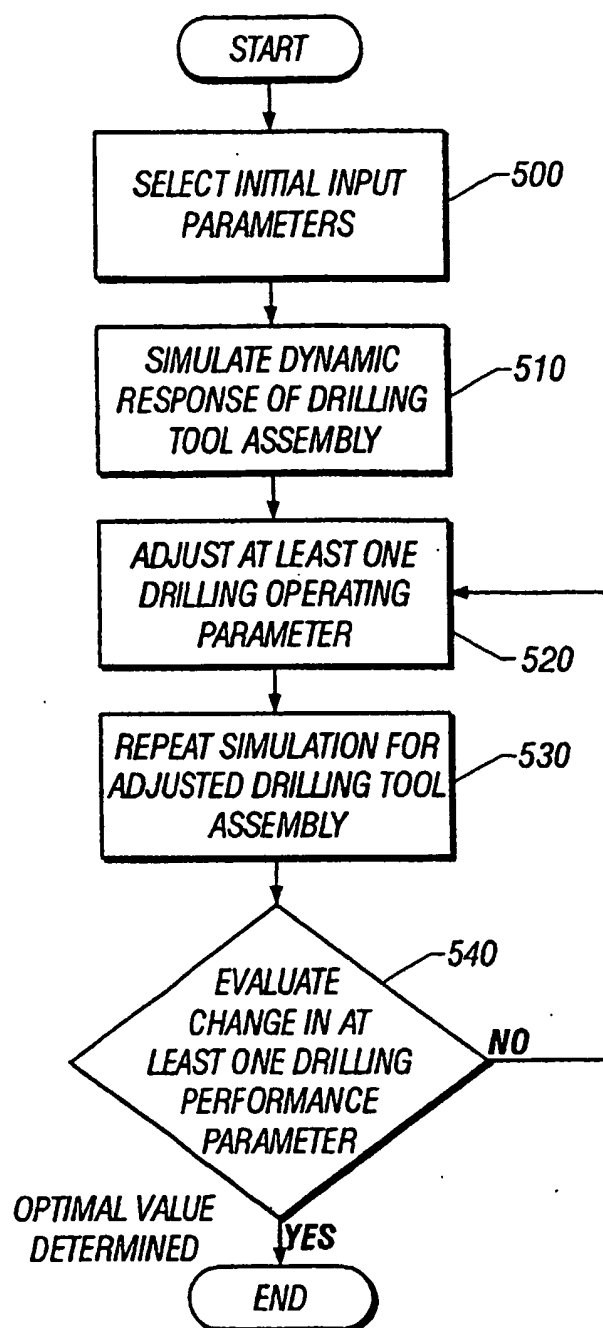 START
SELECT INITIAL INPUT
PARAMETERS
500
SIMULATE DYNAMIC
RESPONSE OF DRILLING
TOOL ASSEMBLY
510
ADJUST AT LEAST ONE
DRILLING OPERATING
PARAMETER
520
REPEAT SIMULATION FOR
ADJUSTED DRILLING TOOL
ASSEMBLY
530
EVALUATE
CHANGE IN AT
LEAST ONE DRILLING
PERFORMANCE
PARAMETER
540
NO
OPTIMAL VALUE
DETERMINED
YES
END